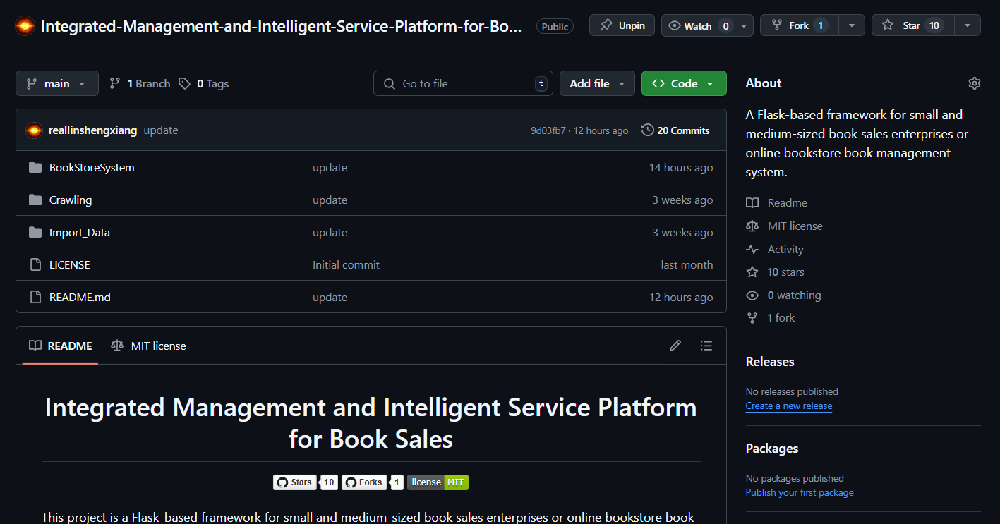 Integrated-Management-and-Intelligent-Service-Platform-for-Bo... Public Unpin Watch 0 Fork 1 Star 10
main 1 Branch 0 Tags Go to file t Add file Code
reallinshengxiang update 9d03fb7 · 12 hours ago 20 Commits
BookStoreSystem update 14 hours ago
Crawling update 3 weeks ago
Import_Data update 3 weeks ago
LICENSE Initial commit last month
README.md update 12 hours ago
README MIT license
Integrated Management and Intelligent Service Platform
for Book Sales
Stars 10 Forks 1 license MIT
This project is a Flask-based framework for small and medium-sized book sales enterprises or online bookstore book
About
A Flask-based framework for small and
medium-sized book sales enterprises or
online bookstore book management
system.
Readme
MIT license
Activity
10 stars
0 watching
1 fork
Releases
No releases published
Create a new release
Packages
No packages published
Publish your first package